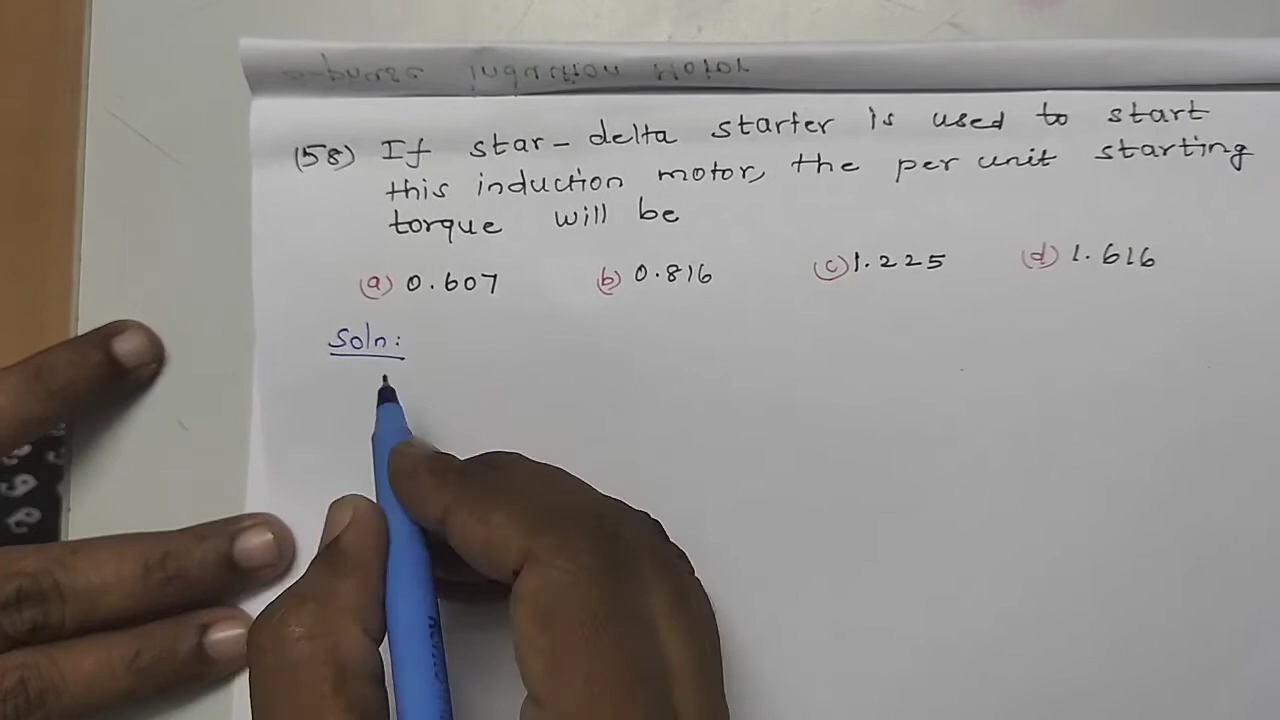 (58) If star-delta starter is used to start
this induction motor, the per unit starting
torque will be
(a) 0.607 (b) 0.816 (c) 1.225 (d) 1.616
Soln: